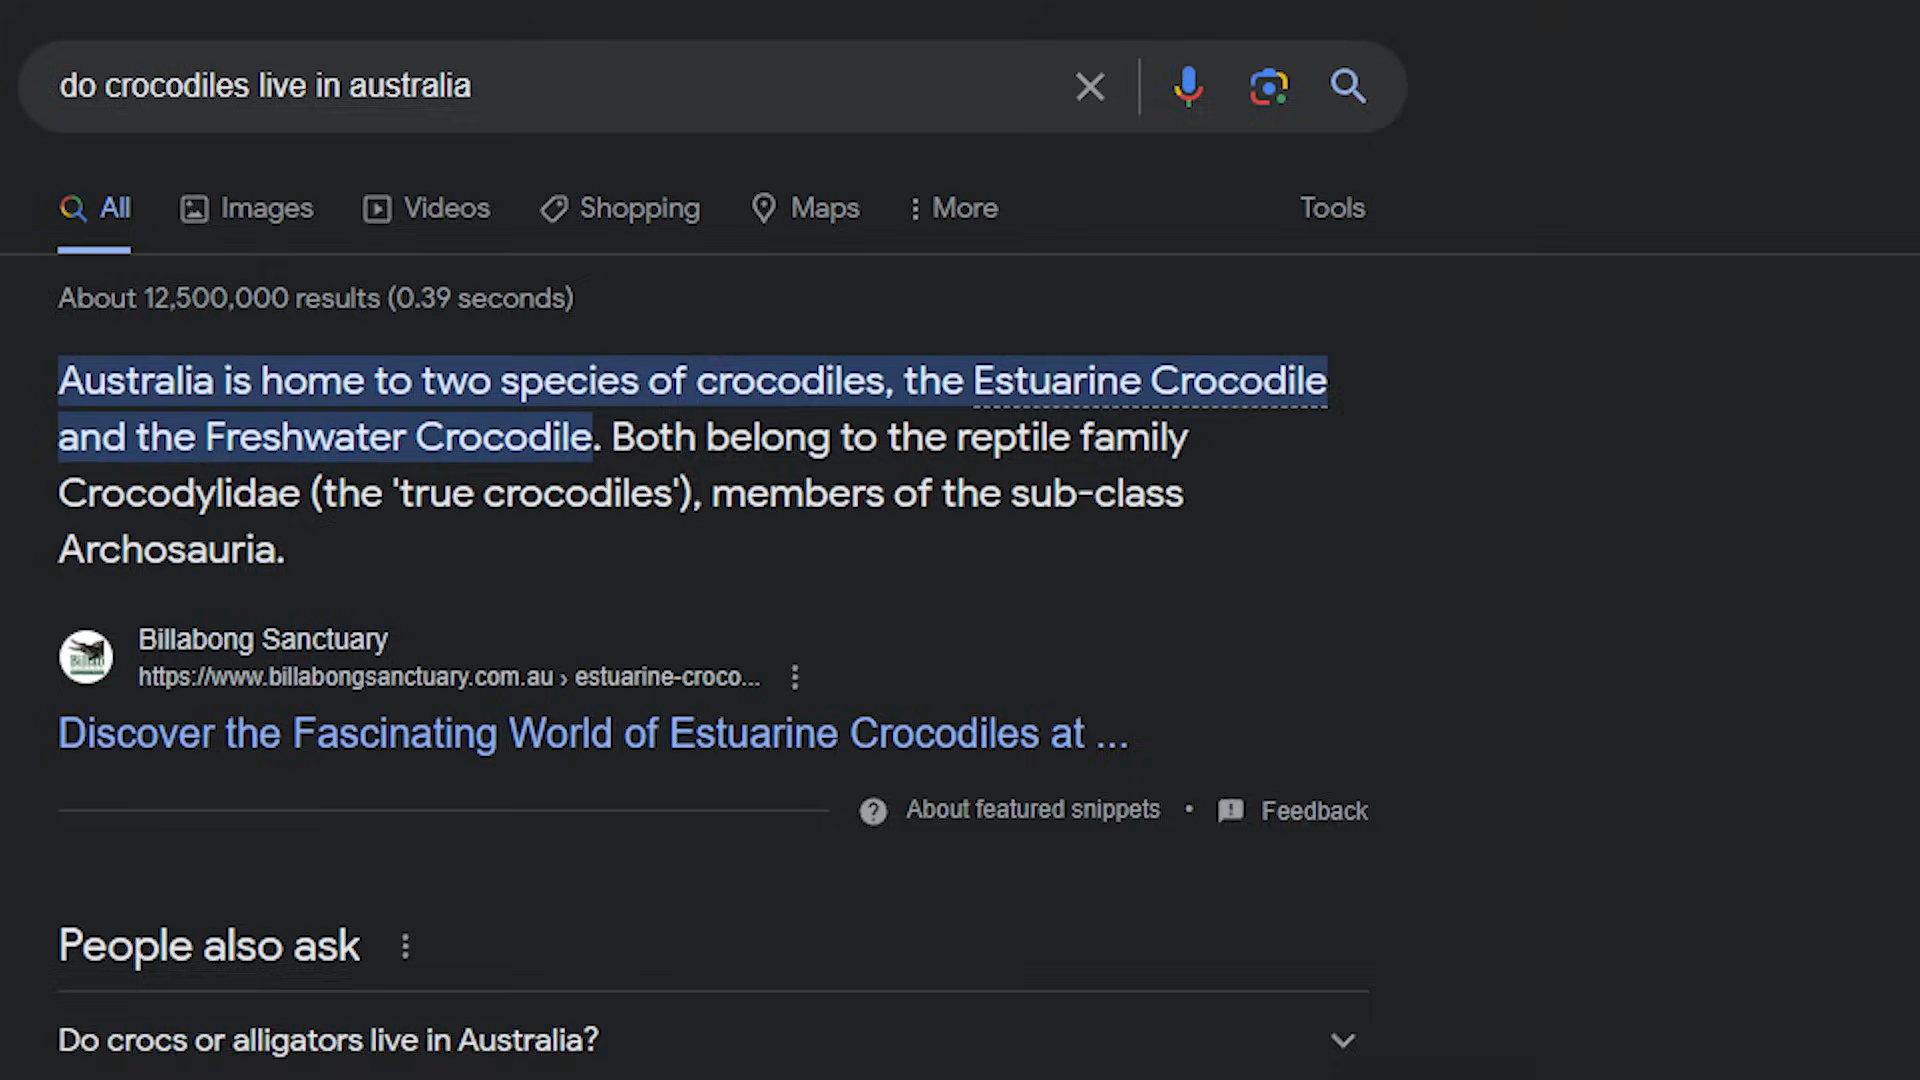 do crocodiles live in australia
All Images Videos Shopping Maps More Tools
About 12,500,000 results (0.39 seconds)
Australia is home to two species of crocodiles, the Estuarine Crocodile
and the Freshwater Crocodile. Both belong to the reptile family
Crocodylidae (the 'true crocodiles'), members of the sub-class
Archosauria.
Billabong Sanctuary
https://www.billabongsanctuary.com.au › estuarine-croco...
Discover the Fascinating World of Estuarine Crocodiles at ...
About featured snippets • Feedback
People also ask
Do crocs or alligators live in Australia?